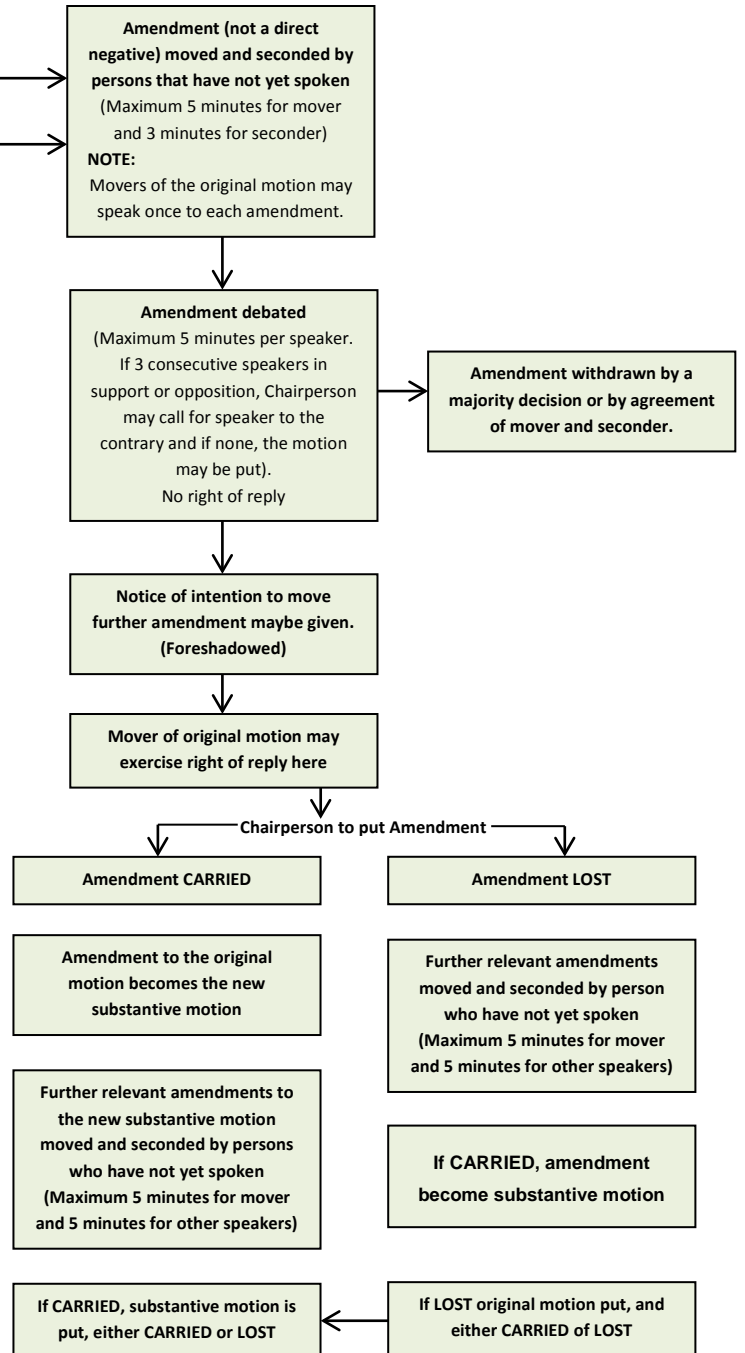 Amendment (not a direct
negative) moved and seconded by
persons that have not yet spoken
(Maximum 5 minutes for mover
and 3 minutes for seconder)
NOTE:
Movers of the original motion may
speak once to each amendment.
Amendment debated
(Maximum 5 minutes per speaker.
If 3 consecutive speakers in
support or opposition, Chairperson
may call for speaker to the
contrary and if none, the motion
may be put).
No right of reply
Amendment withdrawn by a
majority decision or by agreement
of mover and seconder.
Notice of intention to move
further amendment maybe given.
(Foreshadowed)
Mover of original motion may
exercise right of reply here
Chairperson to put Amendment
Amendment CARRIED
Amendment to the original
motion becomes the new
substantive motion
Further relevant amendments to
the new substantive motion
moved and seconded by persons
who have not yet spoken
(Maximum 5 minutes for mover
and 5 minutes for other speakers)
If CARRIED, substantive motion is
put, either CARRIED or LOST
Amendment LOST
Further relevant amendments
moved and seconded by person
who have not yet spoken
(Maximum 5 minutes for mover
and 5 minutes for other speakers)
If CARRIED, amendment
become substantive motion
If LOST original motion put, and
either CARRIED of LOST